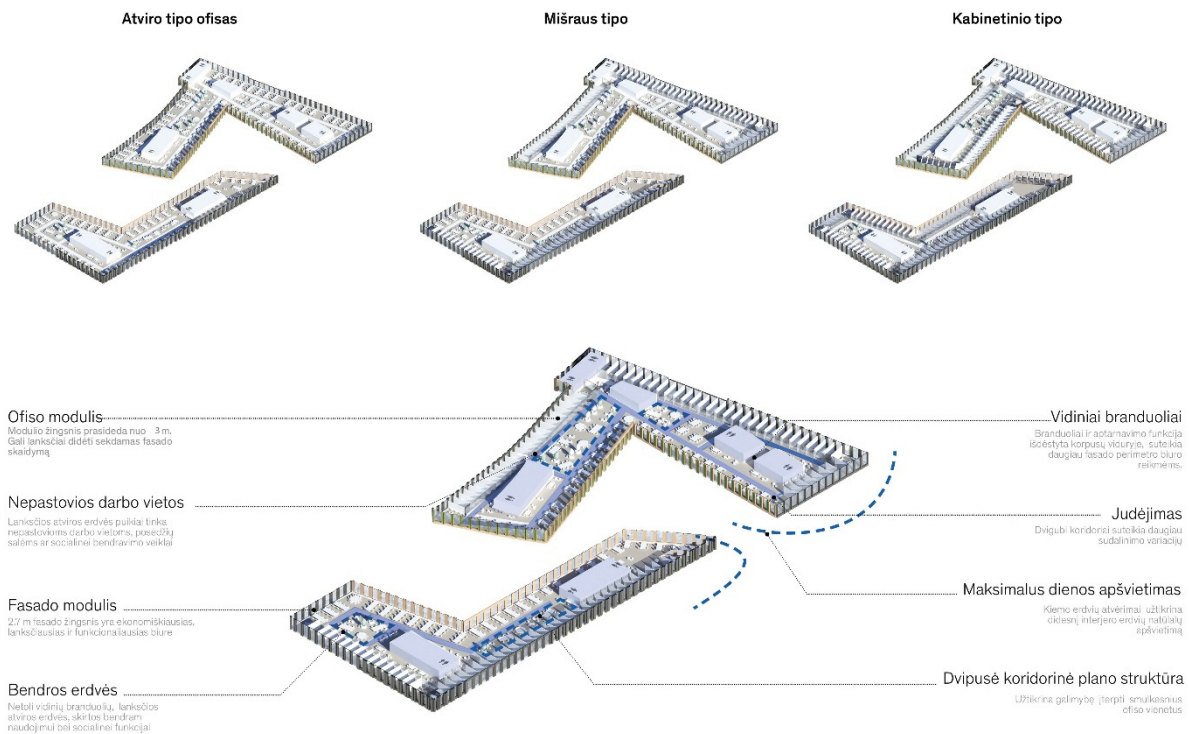 Atviro tipo ofisas
Mišraus tipo
Kabinetinio tipo
Ofiso modulis
Modulio žingsnis prasideda nuo 3 m.
Gali lanksčiai didėti sekdamas fasado
skaidymą
Nepastovios darbo vietos
Lanksčios atviros erdvės puikiai tinka
nepastovioms darbo vietoms, posėdžių
salėms ar socialinei bendravimo veiklai
Fasado modulis
2.7 m fasado žingsnis yra ekonomiškiausias,
lanksčiausias ir funkcionaliausias biure
Bendros erdvės
Netoli vidinių branduolių, lanksčios
atviros erdvės, skirtos bendram
naudojimui bei socialinei funkcijai
Vidiniai branduoliai
Branduoliai ir aptarnavimo funkcija
išdėstyta korpusų viduryje, suteikia
daugiau fasado perimetro biuro
reikmėms.
Judėjimas
Dvigubi koridoriai suteikia daugiau
sudalinimo variacijų
Maksimalus dienos apšvietimas
Kiemo erdvių atvėrimai užtikrina
didesnį interjero erdvių natūralų
apšvietimą
Dvipusė koridorinė plano struktūra
Užtikrina galimybę įterpti smulkesnius
ofiso vienetus